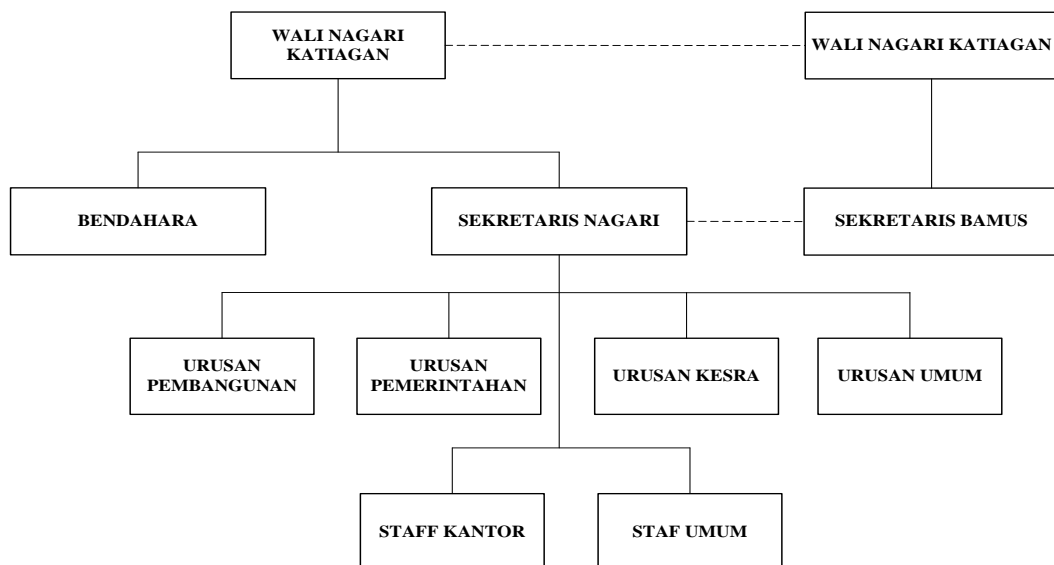 WALI NAGARI
KATIAGAN
WALI NAGARI KATIAGAN
BENDAHARA
SEKRETARIS NAGARI
SEKRETARIS BAMUS
URUSAN
PEMBANGUNAN
URUSAN
PEMERINTAHAN
URUSAN KESRA
URUSAN UMUM
STAFF KANTOR
STAF UMUM